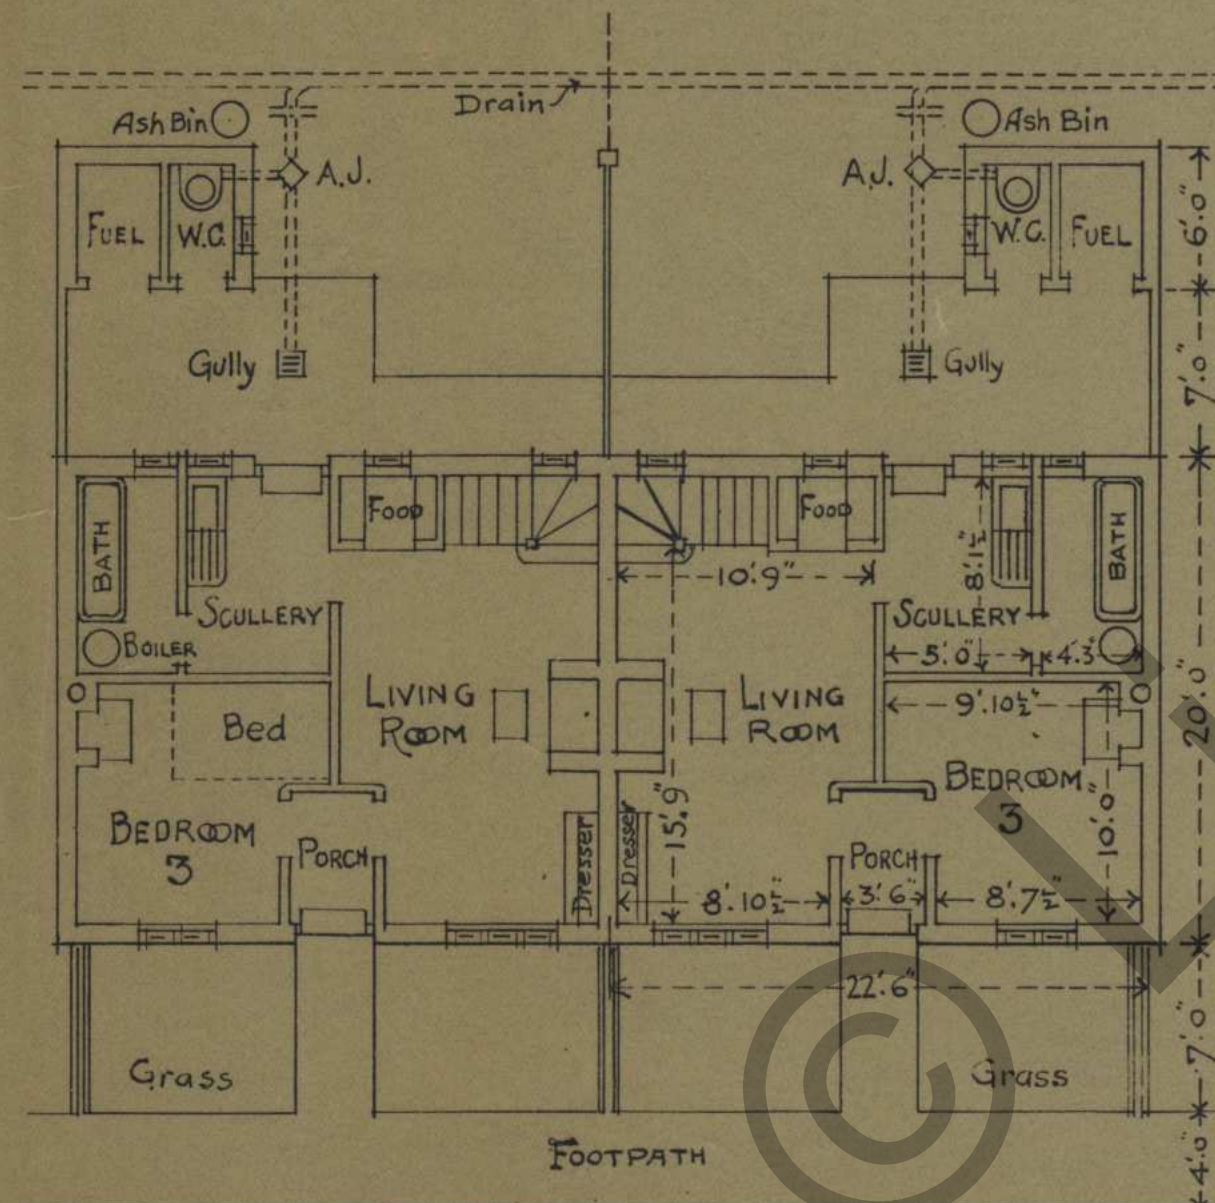 Drain
Ash Bin
Ash Bin
A.J.
A.J.
FUEL
W.C.
W.C.
FUEL
6'.0"
7'.0"
Gully
Gully
FOOD
FOOD
BATH
BATH
10'.9"
8'.1½"
SCULLERY
SCULLERY
BOILER
5'.0"
4'.3"
LIVING
ROOM
LIVING
ROOM
9'.10½"
20'.0"
Bed
BEDROOM
3
BEDROOM
3
10'.0"
15'.9"
PORCH
PORCH
Dresser
Dresser
8'.10½"
3'.6"
8'.7½"
22'.6"
7'.0"
Grass
Grass
FOOTPATH
4'.0"
©